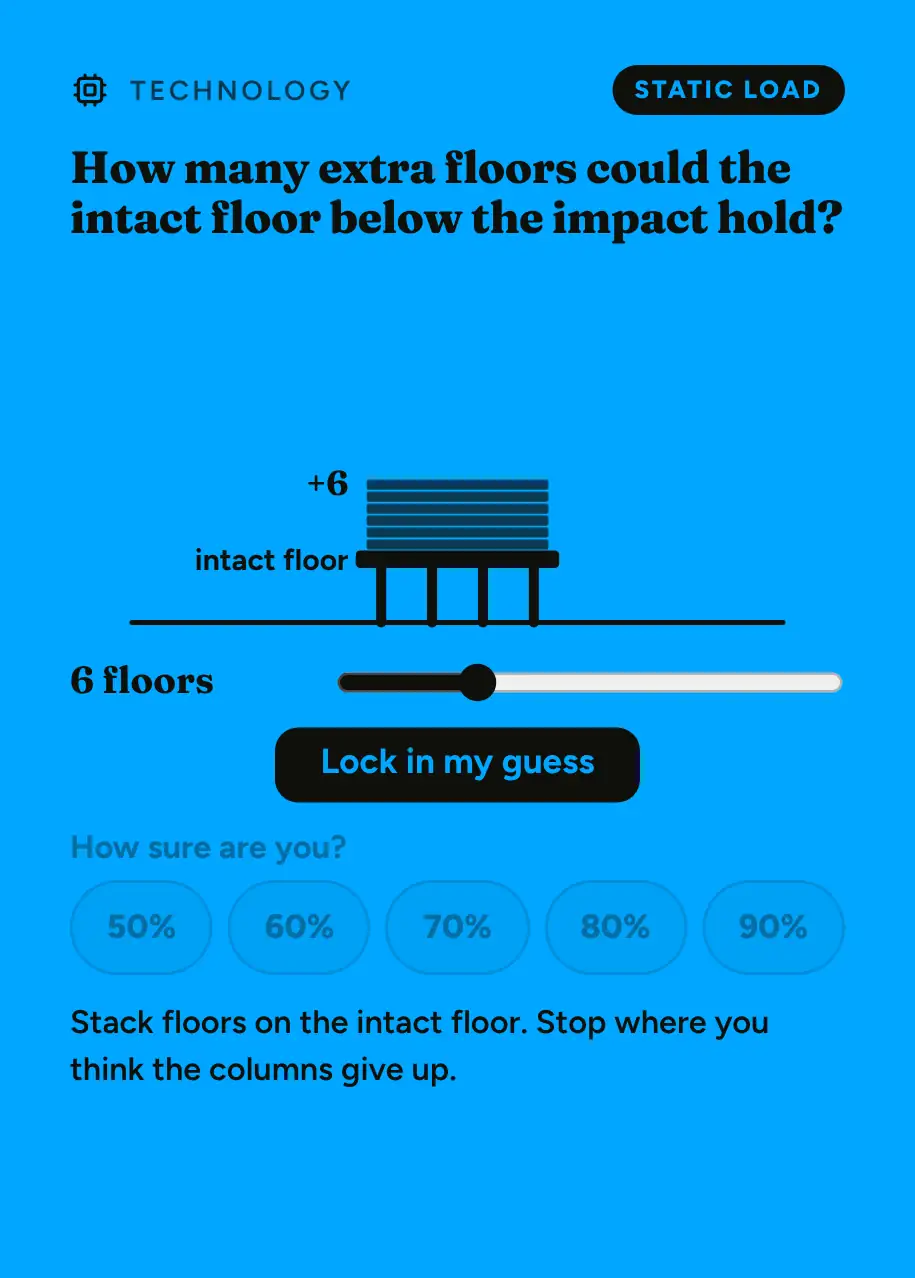 TECHNOLOGY
STATIC LOAD
How many extra floors could the
intact floor below the impact hold?
+6
intact floor
6 floors
Lock in my guess
How sure are you?
50%
60%
70%
80%
90%
Stack floors on the intact floor. Stop where you
think the columns give up.